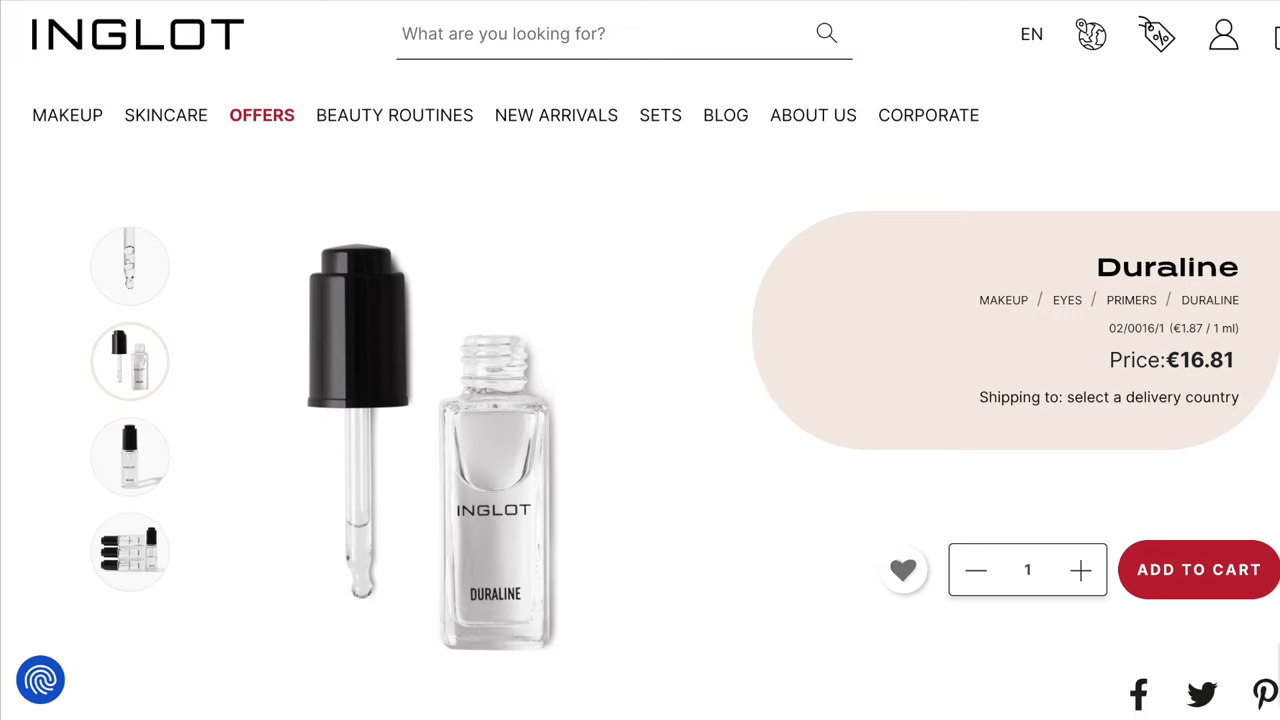 INGLOT
What are you looking for?
EN
MAKEUP SKINCARE OFFERS BEAUTY ROUTINES NEW ARRIVALS SETS BLOG ABOUT US CORPORATE
Duraline
MAKEUP / EYES / PRIMERS / DURALINE
02/0016/1 (€1.87 / 1 ml)
Price:€16.81
Shipping to: select a delivery country
INGLOT
DURALINE
1
ADD TO CART